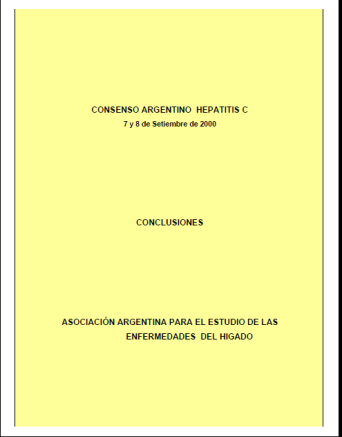 CONSENSO ARGENTINO HEPATITIS C
7 y 8 de Setiembre de 2000
CONCLUSIONES
ASOCIACIÓN ARGENTINA PARA EL ESTUDIO DE LAS
ENFERMEDADES DEL HIGADO